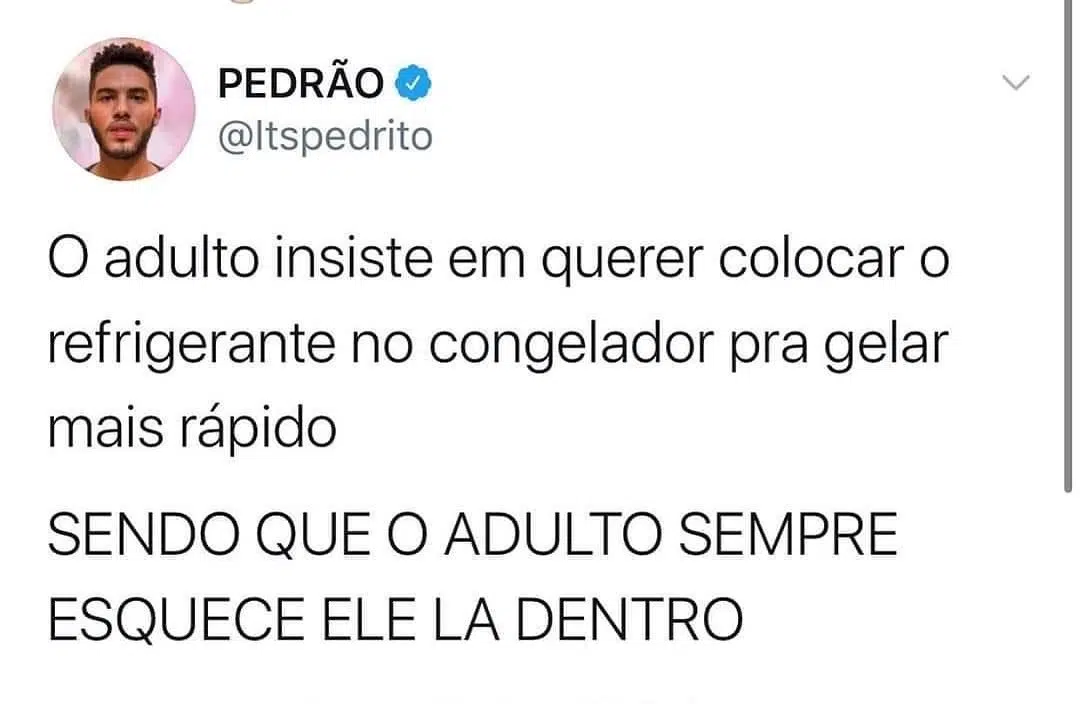 PEDRÃO
@Itspedrito
O adulto insiste em querer colocar o
refrigerante no congelador pra gelar
mais rápido
SENDO QUE O ADULTO SEMPRE
ESQUECE ELE LA DENTRO